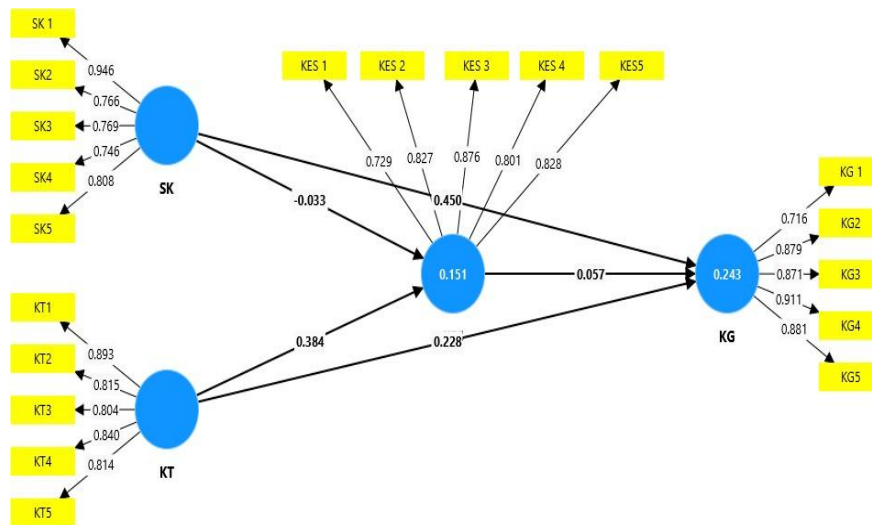 SK 1
SK2
SK3
SK4
SK5
0.946
0.766
0.769
0.746
0.808
SK
KES 1
KES 2
KES 3
KES 4
KES5
0.729
0.827
0.876
0.801
0.828
-0.033
0.450
0.151
0.057
0.243
0.384
0.228
KG
KG 1
KG2
KG3
KG4
KG5
0.716
0.879
0.871
0.911
0.881
KT1
KT2
KT3
KT4
KT5
0.893
0.815
0.804
0.840
0.814
KT